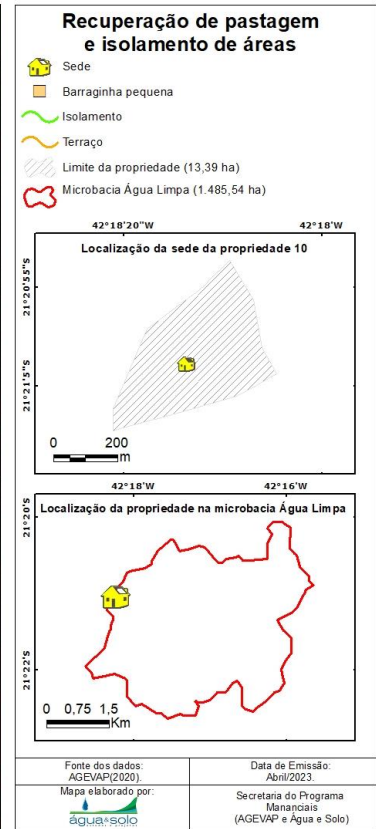 Recuperação de pastagem
e isolamento de áreas
Sede
Barraginha pequena
Isolamento
Terraço
Limite da propriedade (13,39 ha)
Microbacia Água Limpa (1.485,54 ha)
42°18'20"W 42°18'W
Localização da sede da propriedade 10
21°20'55"S
21°21'5"S
0 200
m
42°18'W 42°16'W
Localização da propriedade na microbacia Água Limpa
21°20'S
21°22'S
0 0,75 1,5
Km
Fonte dos dados:
AGEVAP(2020).
Data de Emissão:
Abril/2023.
Mapa elaborado por:
água&solo
Secretaria do Programa
Mananciais
(AGEVAP e Água e Solo)